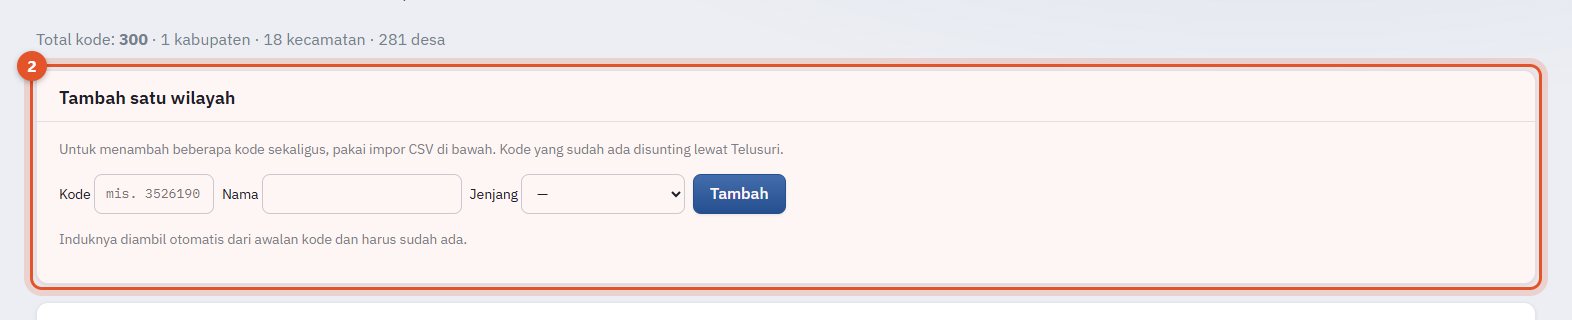 Total kode: 300 · 1 kabupaten · 18 kecamatan · 281 desa
2
Tambah satu wilayah
Untuk menambah beberapa kode sekaligus, pakai impor CSV di bawah. Kode yang sudah ada disunting lewat Telusuri.
Kode mis. 3526190 Nama Jenjang — Tambah
Induknya diambil otomatis dari awalan kode dan harus sudah ada.